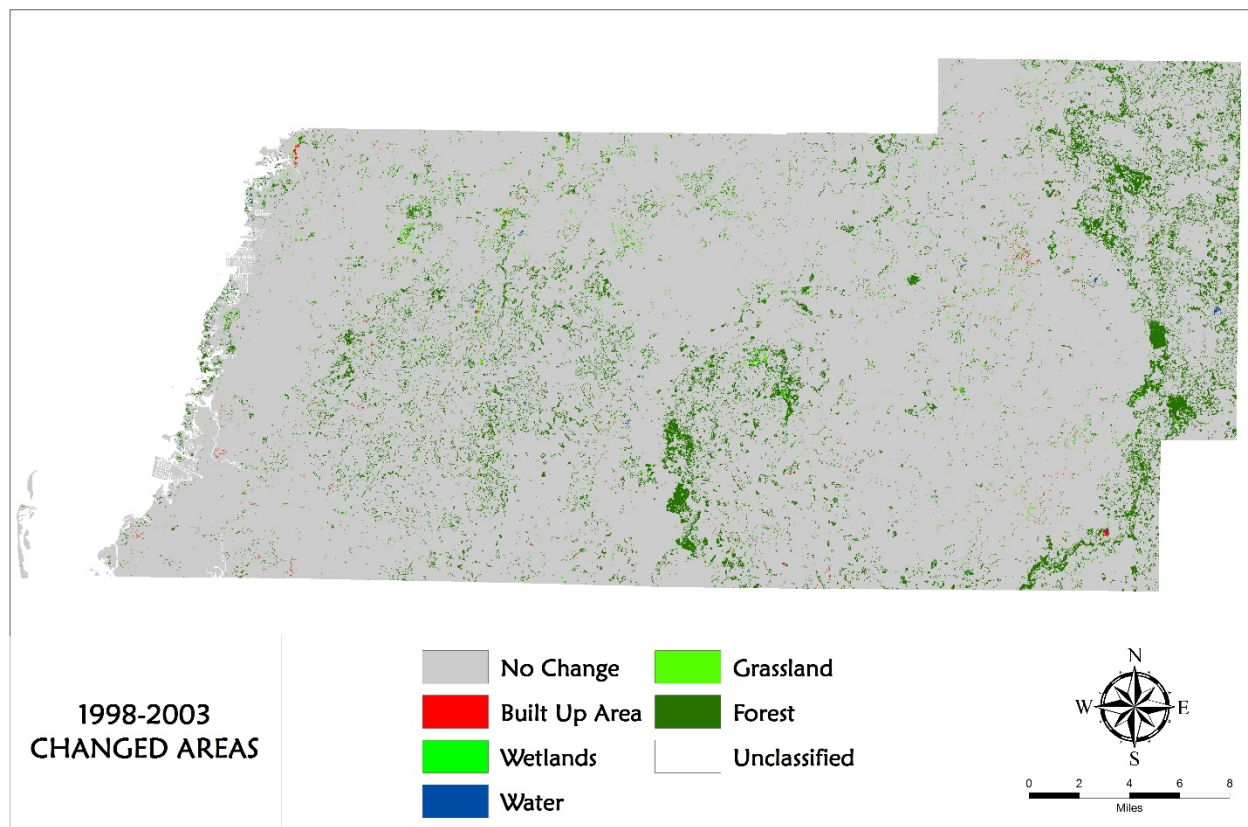 1998-2003
CHANGED AREAS
No Change
Built Up Area
Wetlands
Water
Grassland
Forest
Unclassified
N
W E
S
0 2 4 6 8
Miles